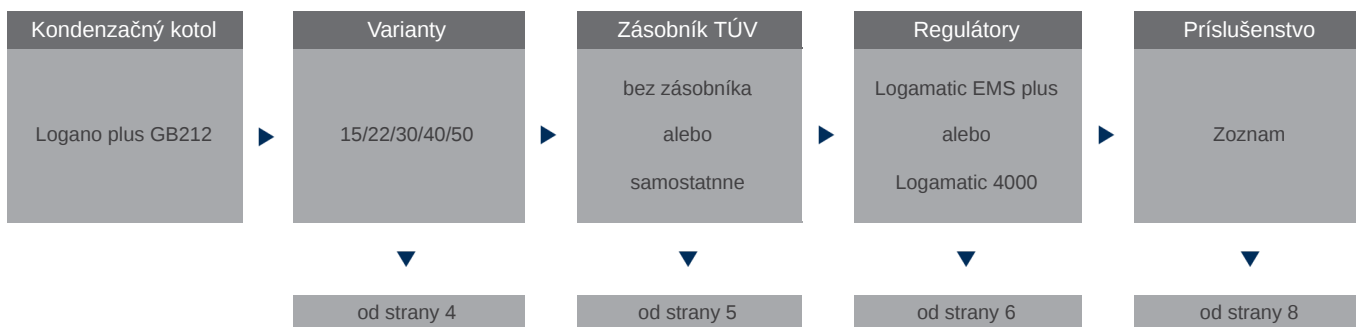 Kondenzačný kotol
Logano plus GB212
Varianty
15/22/30/40/50
od strany 4
Zásobník TÚV
bez zásobníka
alebo
samostatnne
od strany 5
Regulátory
Logamatic EMS plus
alebo
Logamatic 4000
od strany 6
Príslušenstvo
Zoznam
od strany 8